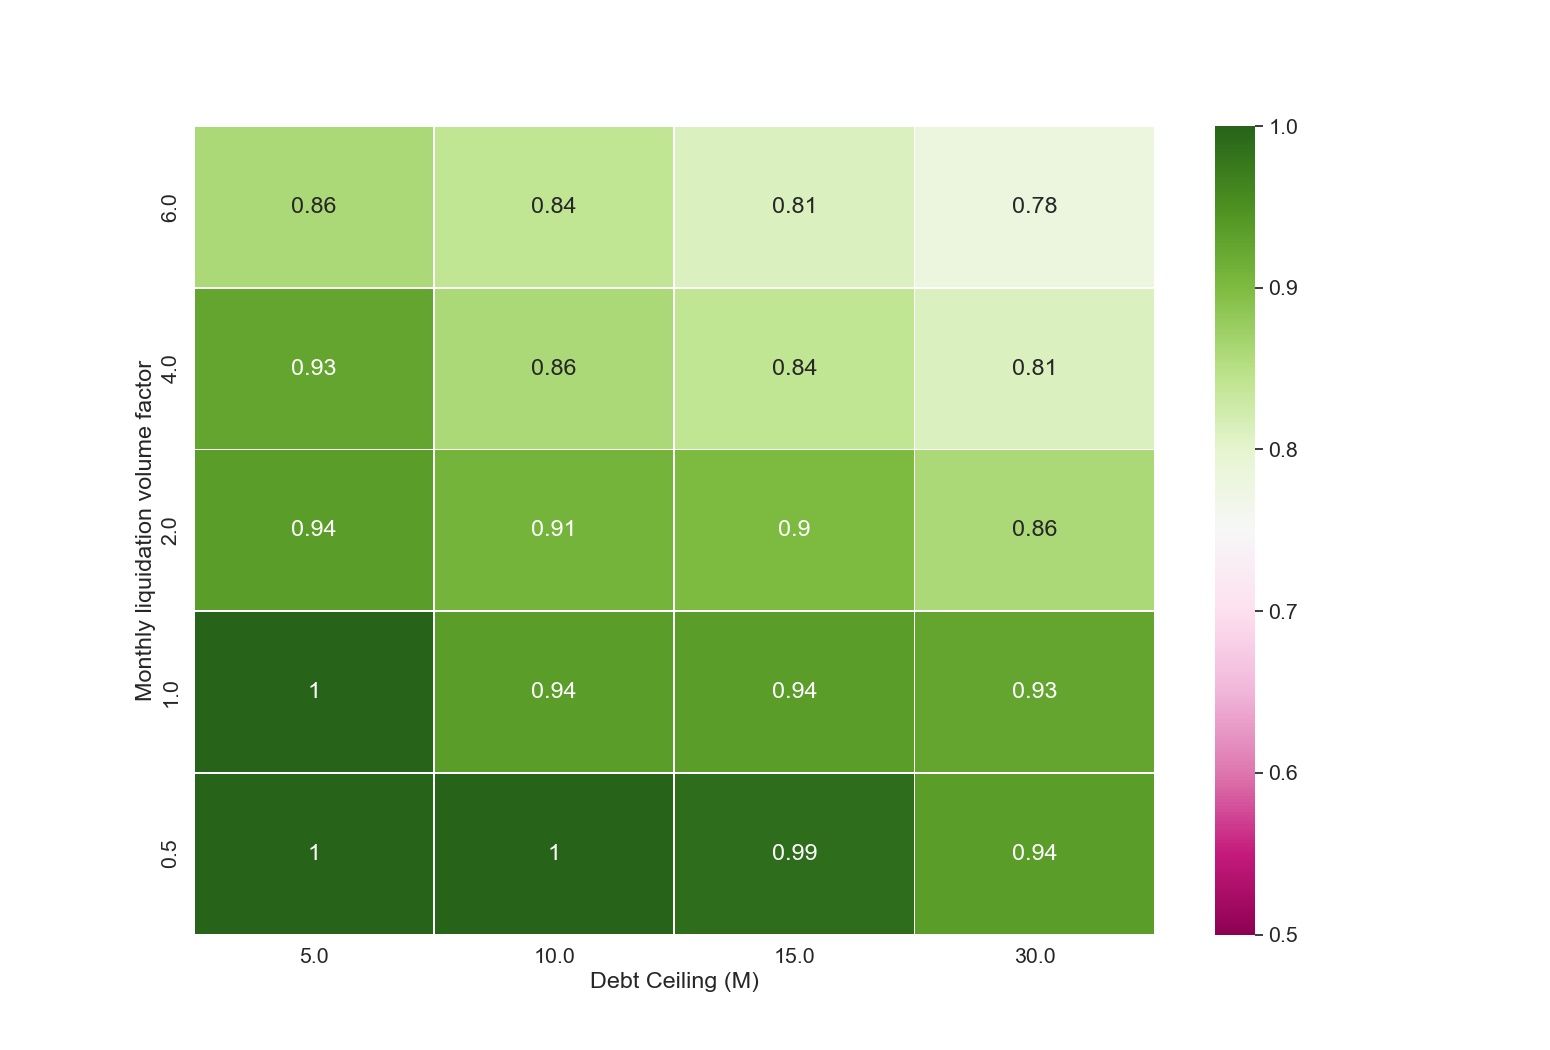 1.0
6.0 0.86 0.84 0.81 0.78
0.9
4.0 0.93 0.86 0.84 0.81
0.8
Monthly liquidation volume factor
2.0 0.94 0.91 0.9 0.86
0.7
1.0 1 0.94 0.94 0.93
0.6
0.5 1 1 0.99 0.94
0.5
5.0 10.0 15.0 30.0
Debt Ceiling (M)